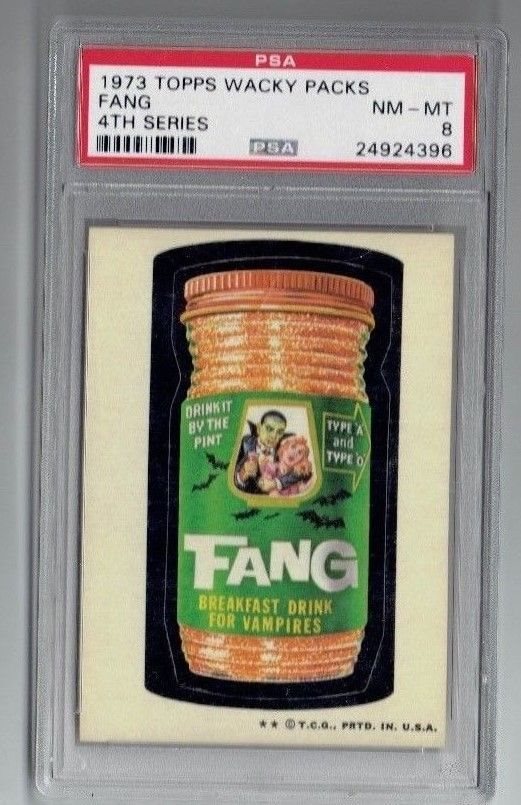 PSA
1973 TOPPS WACKY PACKS
FANG NM - MT
4TH SERIES 8
PSA 24924396
DRINK IT
BY THE
PINT
TYPE A
and
TYPE O
FANG
BREAKFAST DRINK
FOR VAMPIRES
★★ © T.C.G., PRTD. IN. U.S.A.